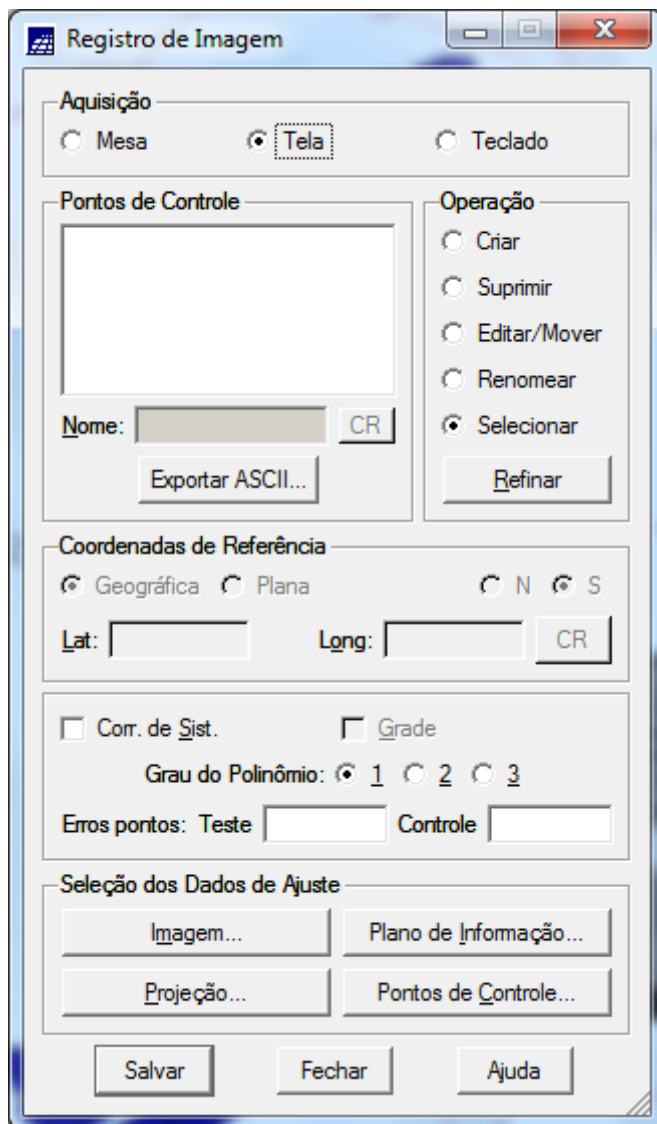 Registro de Imagem
Aquisição
Mesa Tela Teclado
Pontos de Controle
Nome: CR
Exportar ASCII...
Operação
Criar
Suprimir
Editar/Mover
Renomear
Selecionar
Refinar
Coordenadas de Referência
Geográfica Plana N S
Lat: Long: CR
Corr. de Sist. Grade
Grau do Polinômio: 1 2 3
Erros pontos: Teste Controle
Seleção dos Dados de Ajuste
Imagem... Plano de Informação...
Projeção... Pontos de Controle...
Salvar Fechar Ajuda